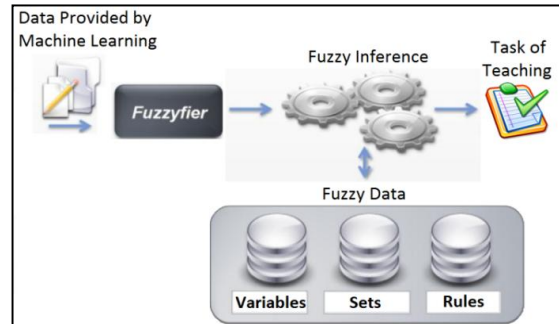 Data Provided by
Machine Learning
Fuzzy Inference
Task of
Teaching
Fuzzyfier
Fuzzy Data
Variables
Sets
Rules